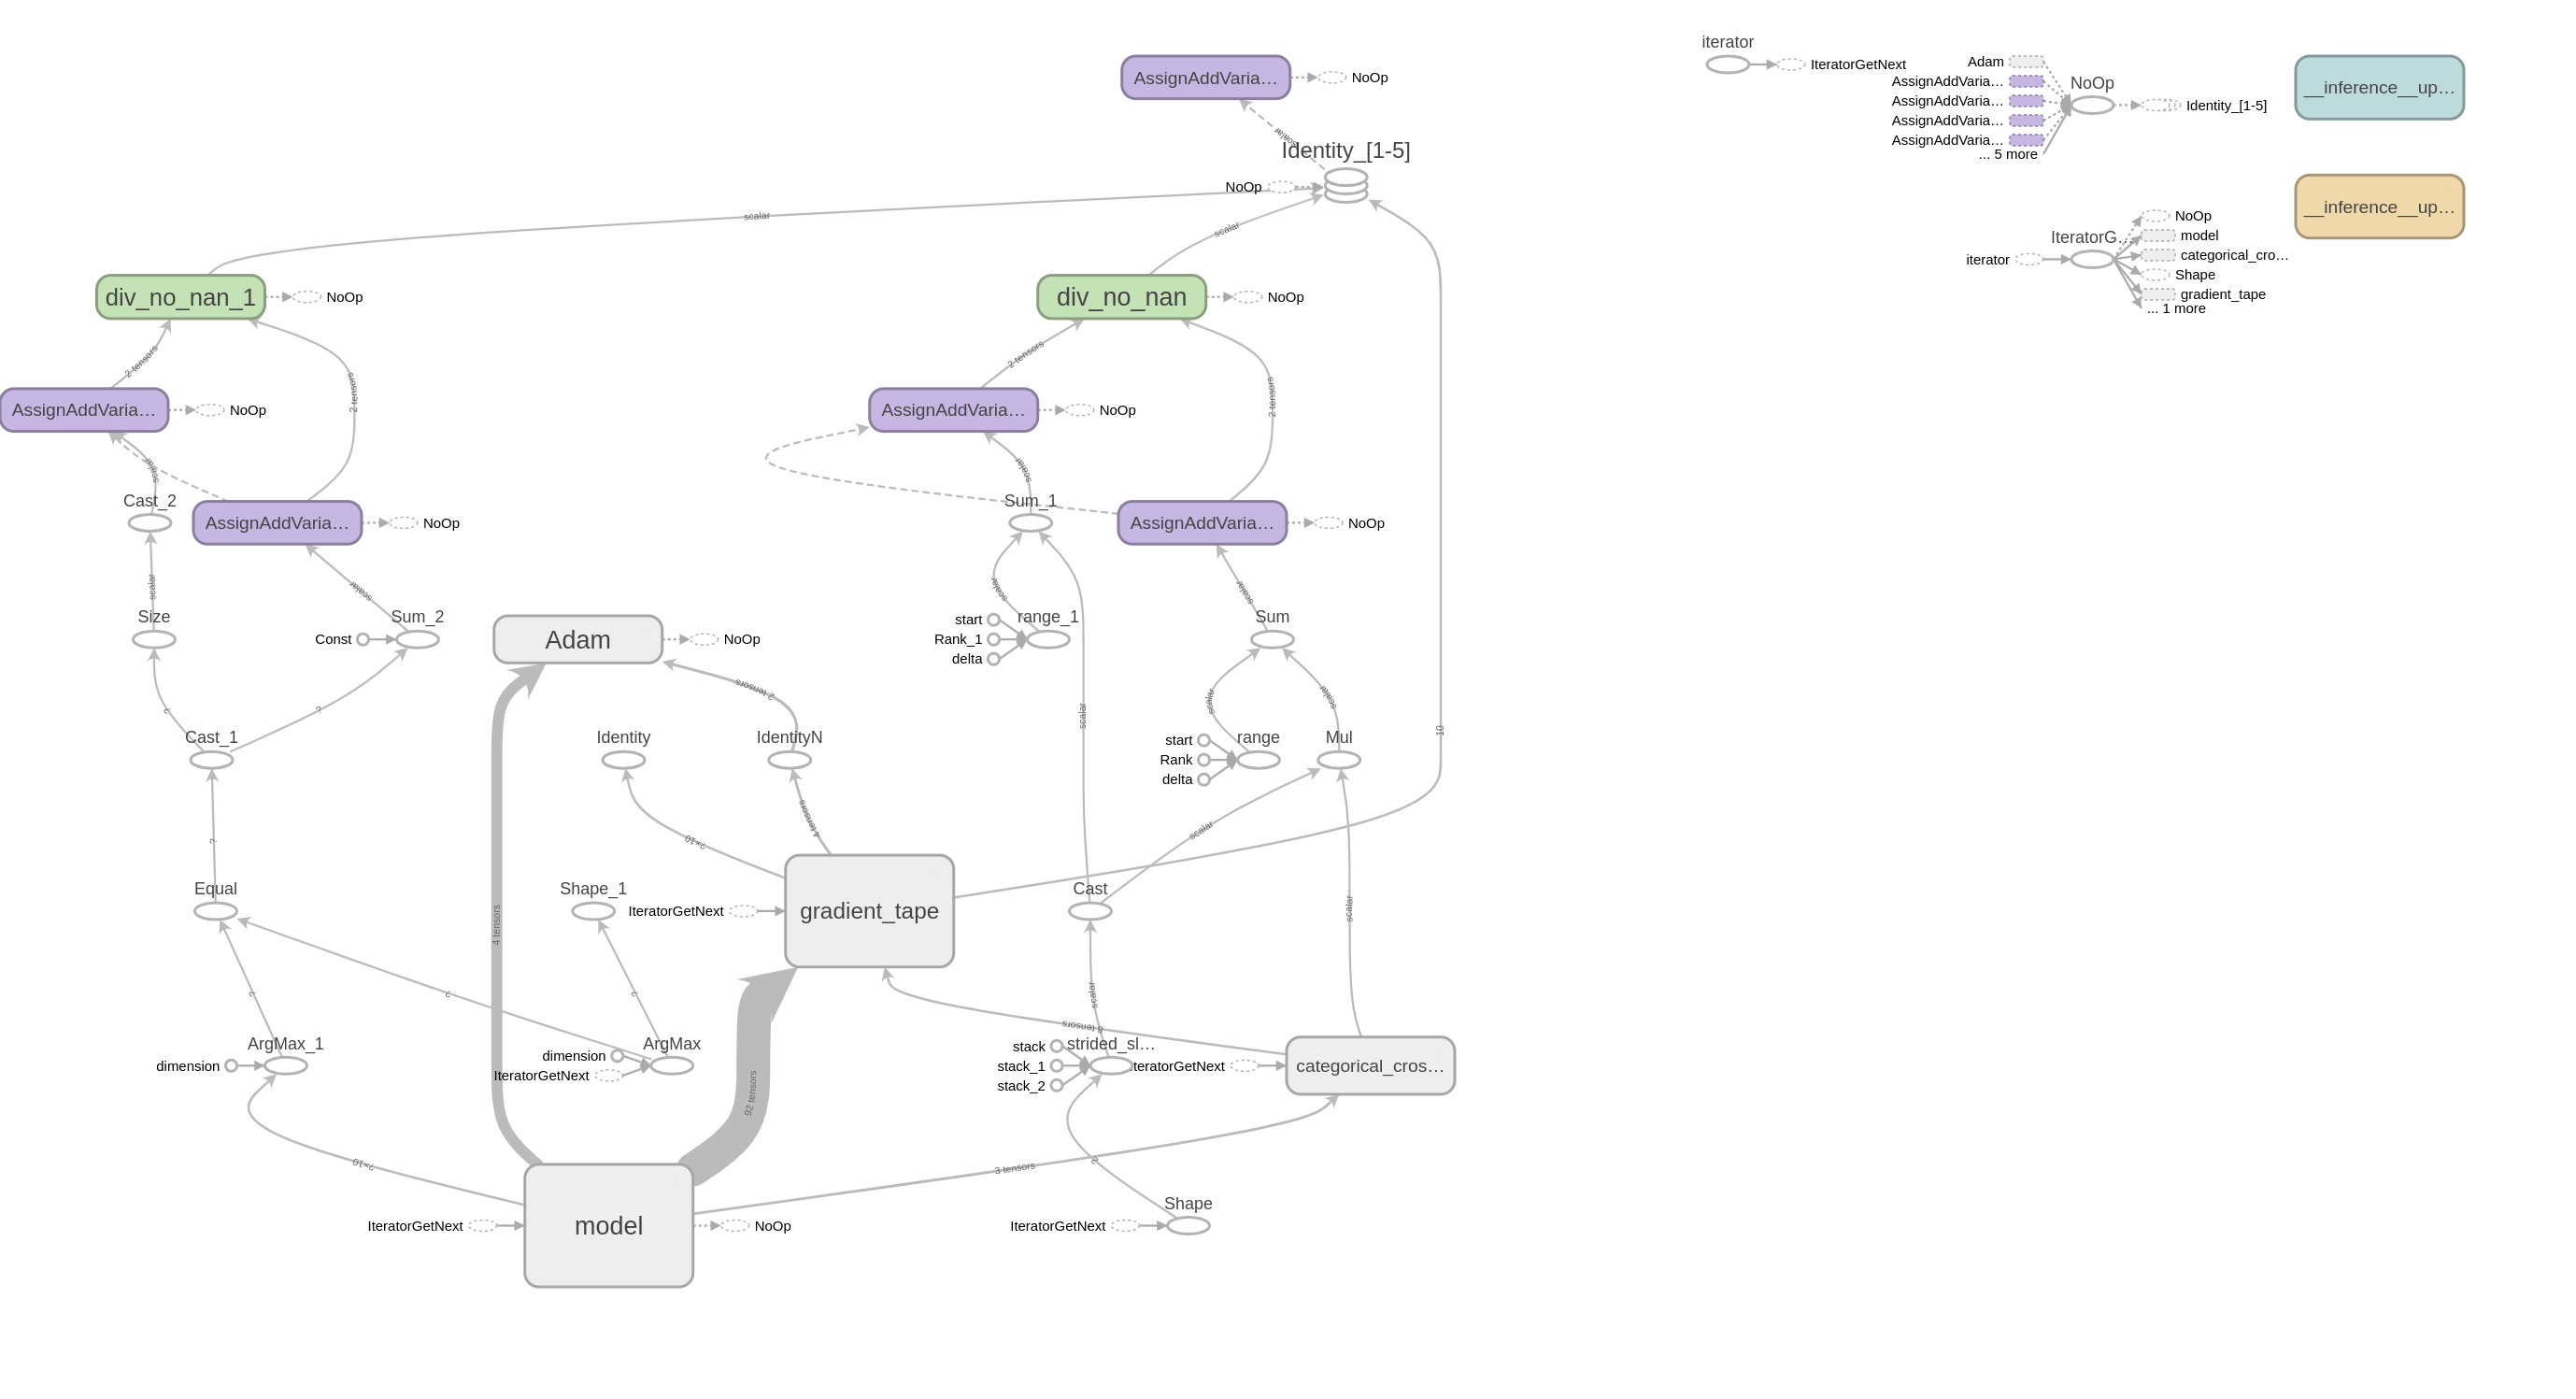 iterator
IteratorGetNext
Adam
AssignAddVaria…
AssignAddVaria…
AssignAddVaria…
AssignAddVaria…
... 5 more
NoOp
Identity_[1-5]
__inference__up…
__inference__up…
iterator
IteratorG…
NoOp
model
categorical_cro…
Shape
gradient_tape
... 1 more
AssignAddVaria…
NoOp
scalar
Identity_[1-5]
NoOp
scalar
scalar
div_no_nan_1
NoOp
div_no_nan
NoOp
2 tensors
2 tensors
2 tensors
2 tensors
AssignAddVaria…
NoOp
AssignAddVaria…
NoOp
scalar
scalar
Cast_2
AssignAddVaria…
NoOp
Sum_1
AssignAddVaria…
NoOp
scalar
scalar
scalar
scalar
Size
Const
Sum_2
Adam
NoOp
start
Rank_1
delta
range_1
Sum
?
?
2 tensors
scalar
scalar
scalar
10
Cast_1
Identity
IdentityN
start
Rank
delta
range
Mul
?
?×10
4 tensors
scalar
Equal
Shape_1
IteratorGetNext
gradient_tape
Cast
4 tensors
scalar
?
?
?
scalar
8 tensors
dimension
ArgMax_1
dimension
IteratorGetNext
ArgMax
stack
stack_1
stack_2
strided_sl…
IteratorGetNext
categorical_cros…
92 tensors
?×10
3 tensors
?
IteratorGetNext
model
NoOp
IteratorGetNext
Shape